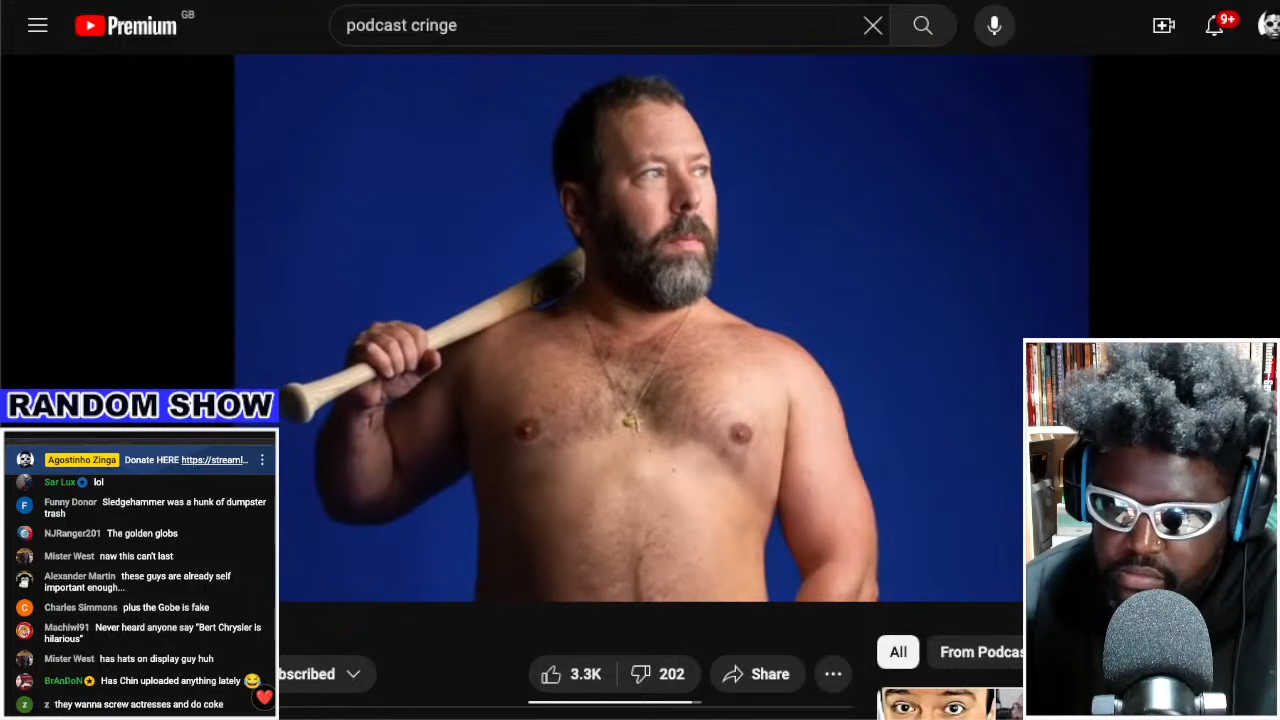 Premium GB
podcast cringe
9+
RANDOM SHOW
Agostinho Zinga Donate HERE https://streaml...
Sar Lux lol
Funny Donor Sledgehammer was a hunk of dumpster
trash
NJRanger201 The golden globs
Mister West naw this can't last
Alexander Martin these guys are already self
important enough...
Charles Simmons plus the Gobe is fake
Machiwi91 Never heard anyone say "Bert Chrysler is
hilarious"
Mister West has hats on display guy huh
BrAnDoN Has Chin uploaded anything lately
z they wanna screw actresses and do coke
bscribed
3.3K
202
Share
All
From Podcas